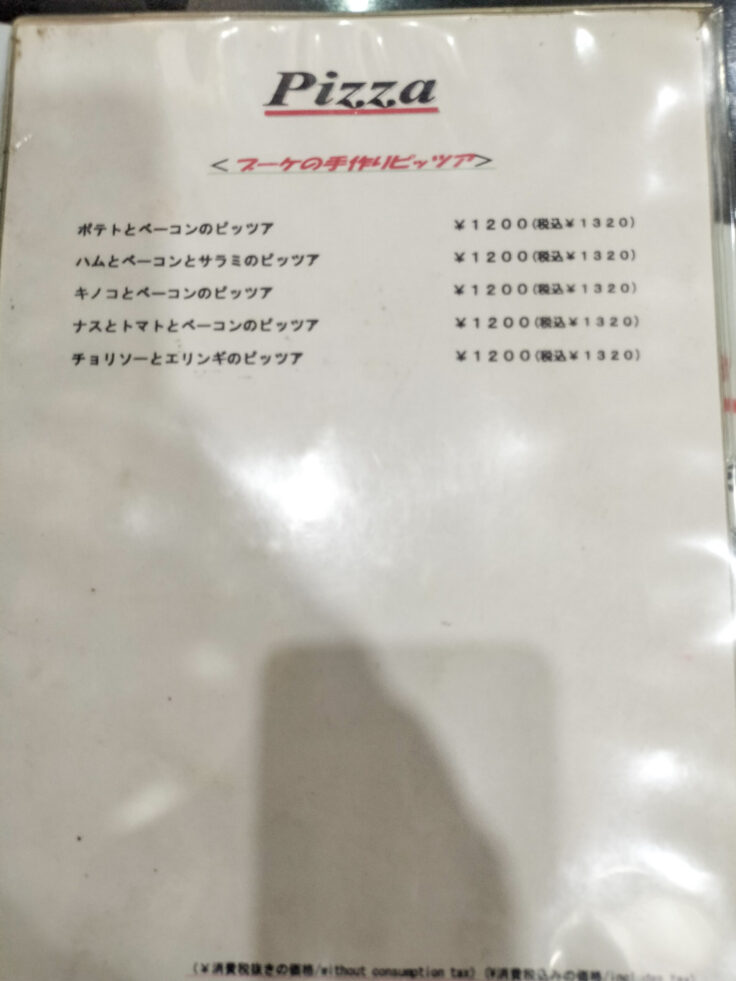 Pizza
<ブーケの手作りピッツア>
ポテトとベーコンのピッツア ¥1200(税込¥1320)
ハムとベーコンとサラミのピッツア ¥1200(税込¥1320)
キノコとベーコンのピッツア ¥1200(税込¥1320)
ナスとトマトとベーコンのピッツア ¥1200(税込¥1320)
チョリソーとエリンギのピッツア ¥1200(税込¥1320)
(¥消費税抜きの価格/without consumption tax) (¥消費税込みの価格/includes tax)